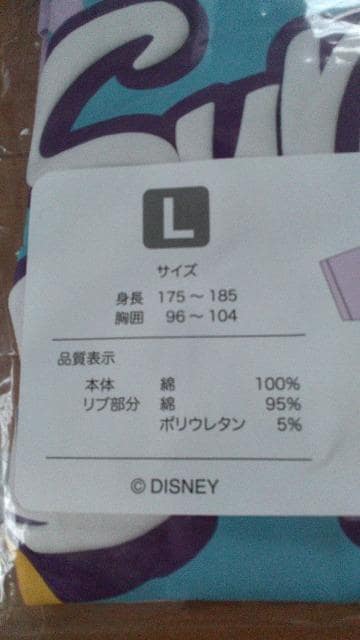 L
サイズ
身長 175～185
胸囲 96～104
品質表示
本体 綿 100%
リブ部分 綿 95%
ポリウレタン 5%
© DISNEY